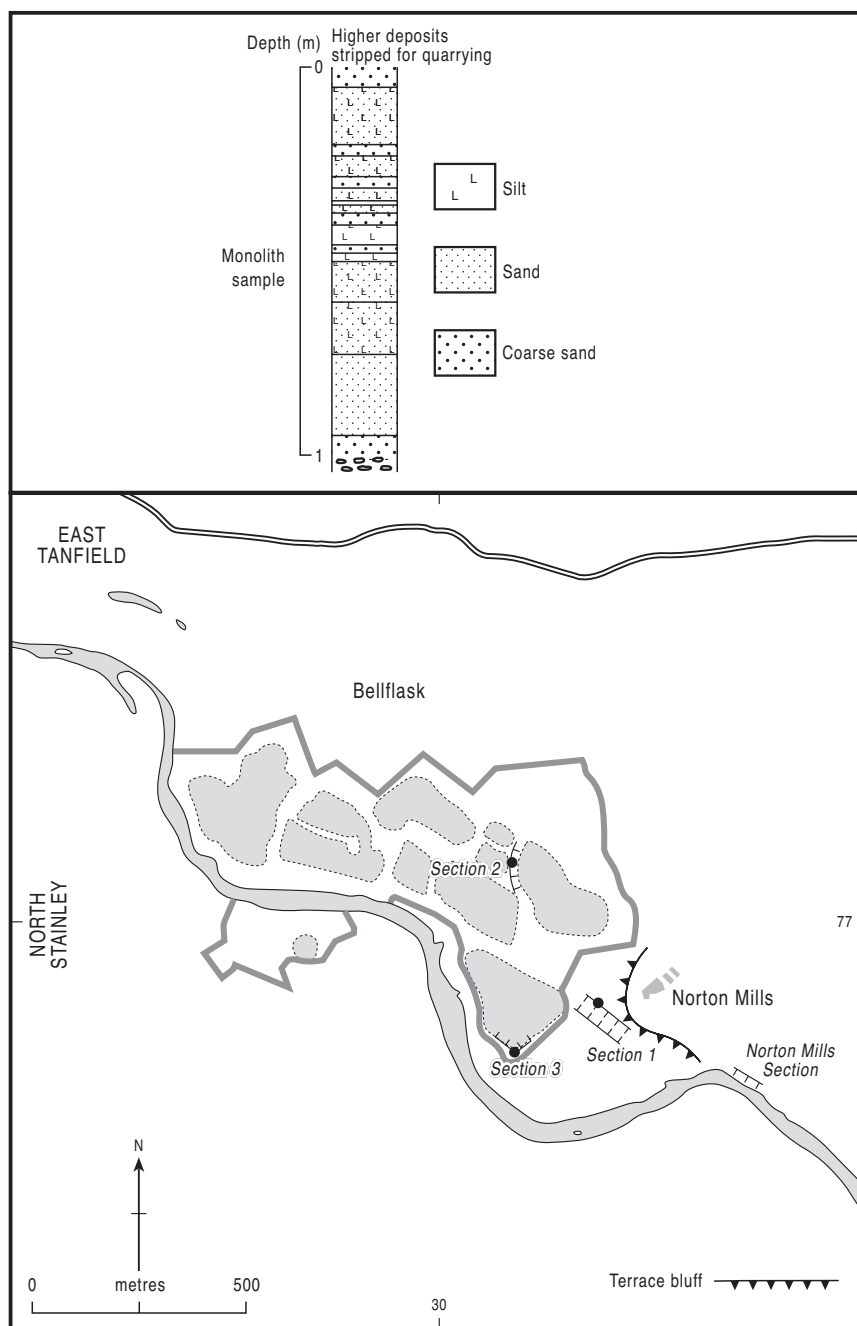 Depth (m)
Higher deposits
stripped for quarrying
0
Monolith
sample
1
L
L
Silt
Sand
Coarse sand
EAST
TANFIELD
Bellflask
Section 2
NORTH
STAINLEY
77
Norton Mills
Section 1
Norton Mills
Section
Section 3
N
0
metres
500
30
Terrace bluff